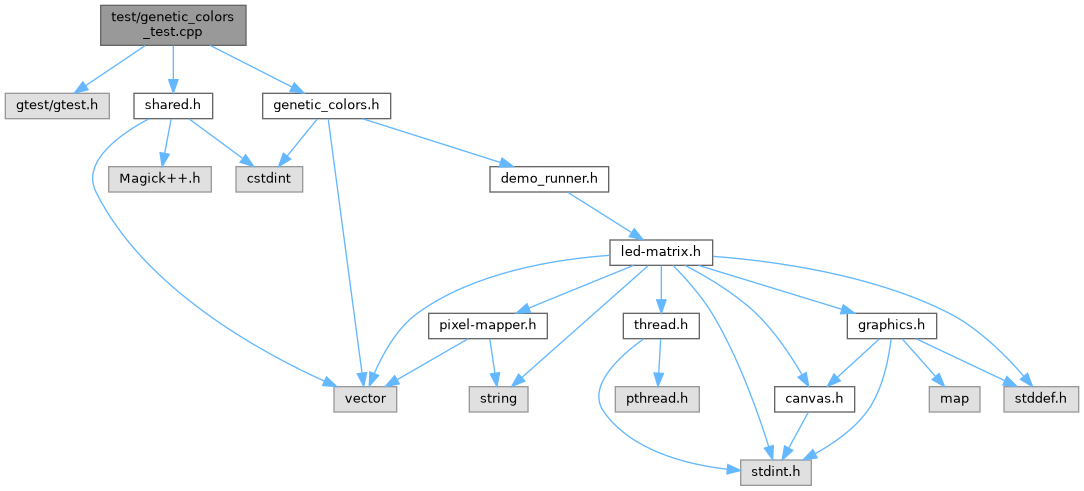 test/genetic_colors
_test.cpp
gtest/gtest.h
shared.h
genetic_colors.h
Magick++.h
cstdint
demo_runner.h
led-matrix.h
pixel-mapper.h
thread.h
graphics.h
vector
string
pthread.h
canvas.h
map
stddef.h
stdint.h